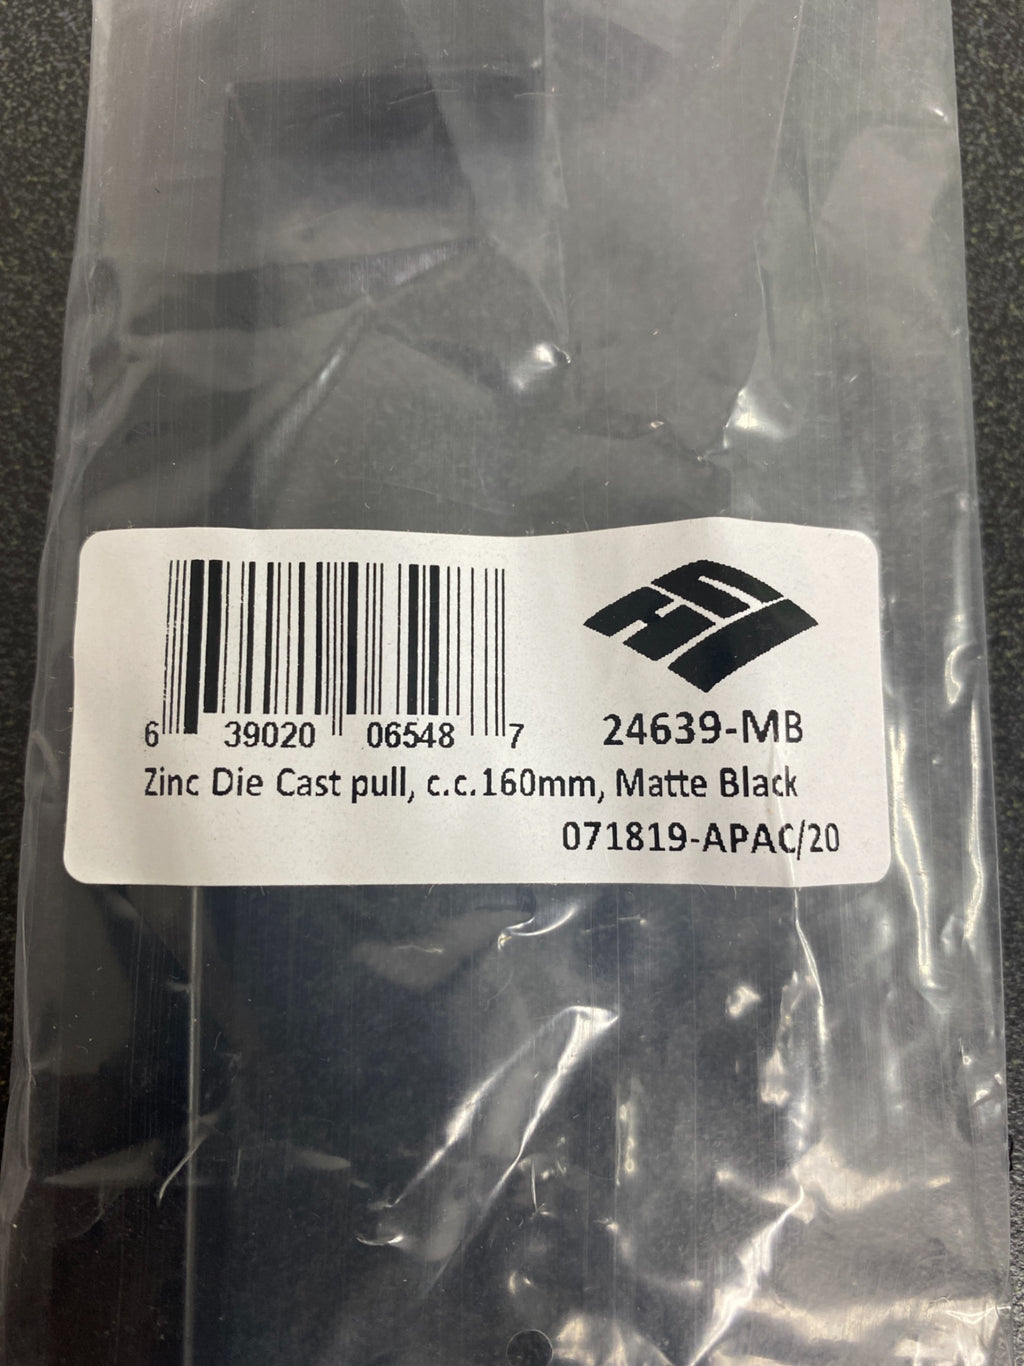 6 39020 06548 7
24639-MB
Zinc Die Cast pull, c.c.160mm, Matte Black
071819-APAC/20